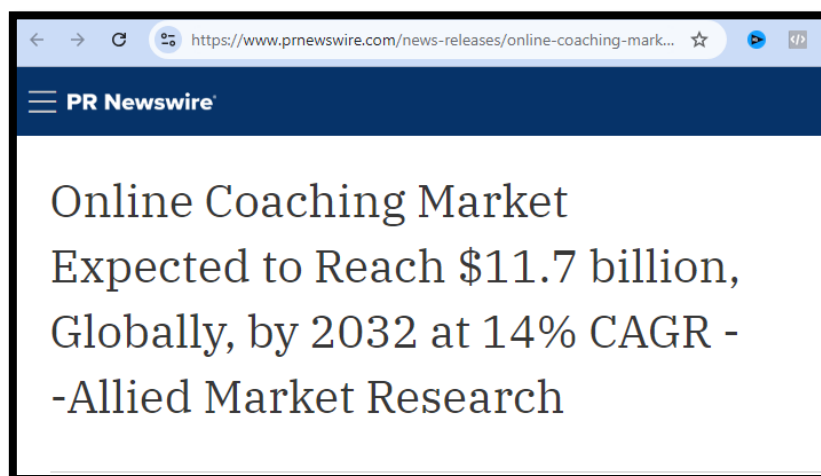 https://www.prnewswire.com/news-releases/online-coaching-mark...
PR Newswire
Online Coaching Market
Expected to Reach $11.7 billion,
Globally, by 2032 at 14% CAGR -
-Allied Market Research